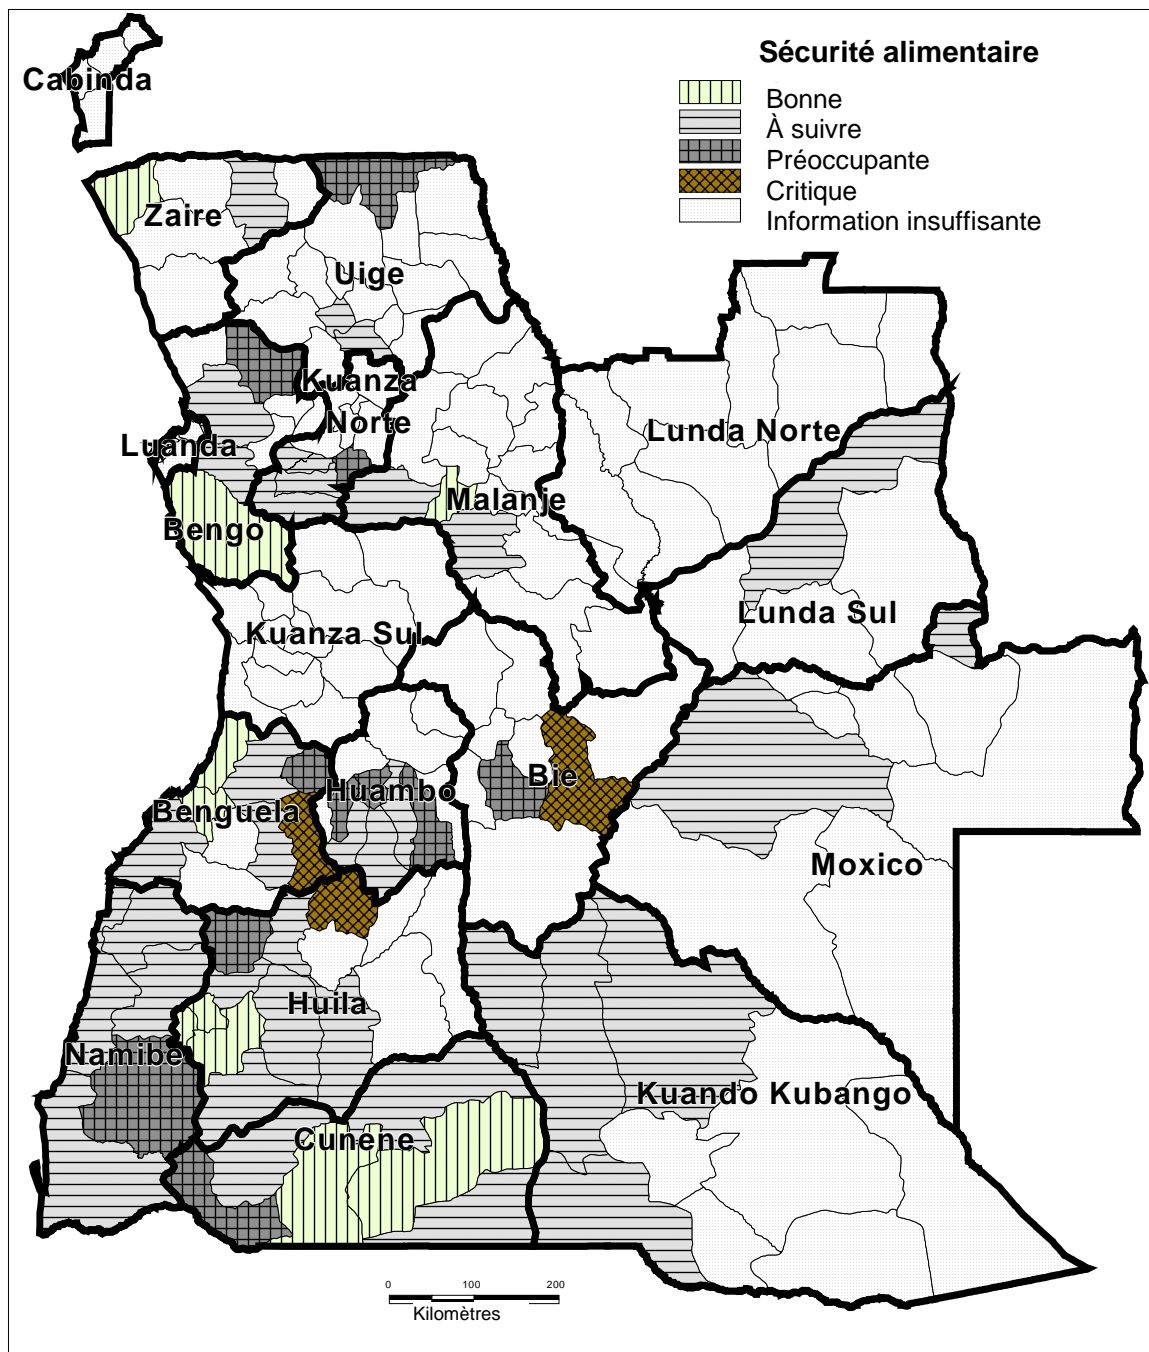 Sécurité alimentaire
Cabinda
Bonne
À suivre
Préoccupante
Critique
Information insuffisante
Zaire
Uige
Kuanza
Norte
Lunda Norte
Luanda
Malanje
Bengo
Lunda Sul
Kuanza Sul
Bie
Huambo
Benguela
Moxico
Huila
Namibe
Kuando Kubango
Cunene
0 100 200
Kilomètres